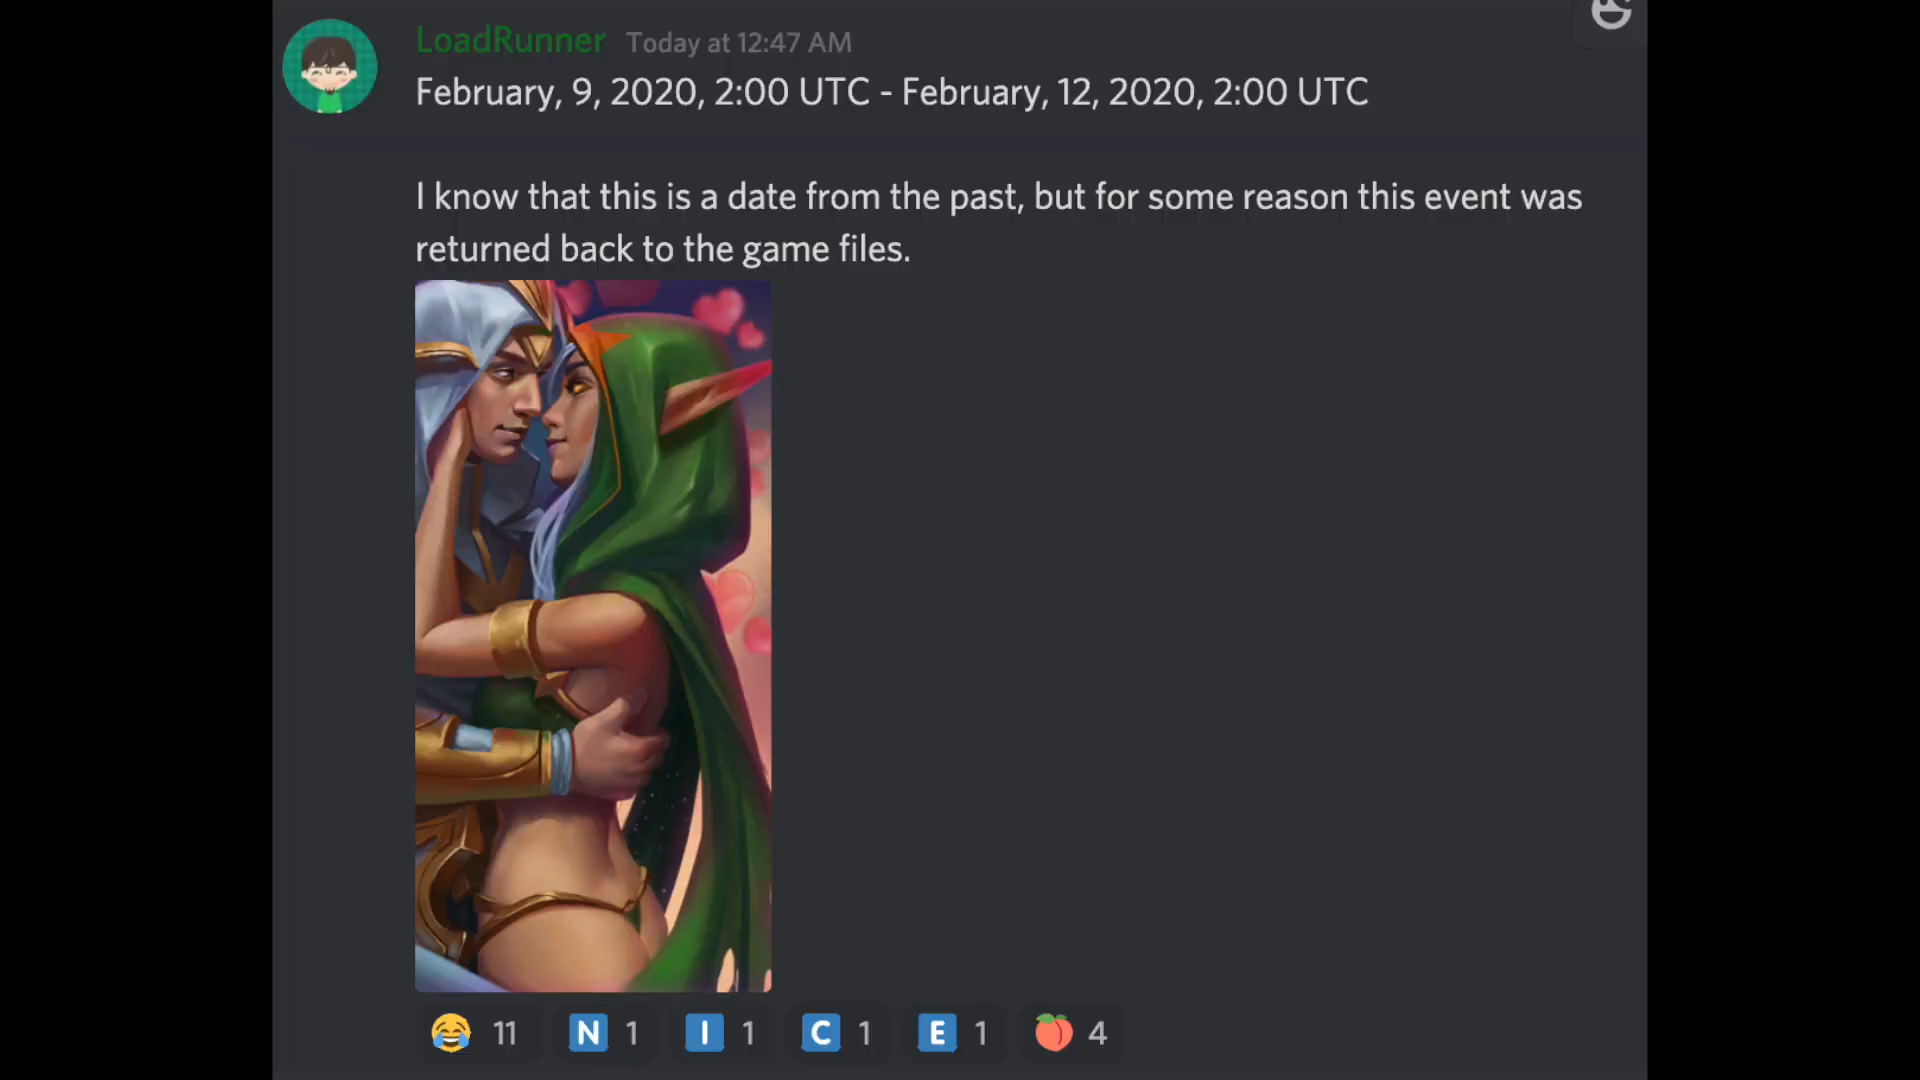 LoadRunner Today at 12:47 AM
February, 9, 2020, 2:00 UTC - February, 12, 2020, 2:00 UTC
I know that this is a date from the past, but for some reason this event was
returned back to the game files.
11 N 1 I 1 C 1 E 1 4